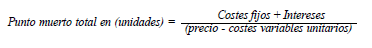 Punto muerto total en (unidades) = Costes fijos + Intereses
(precio - costes variables unitarios)